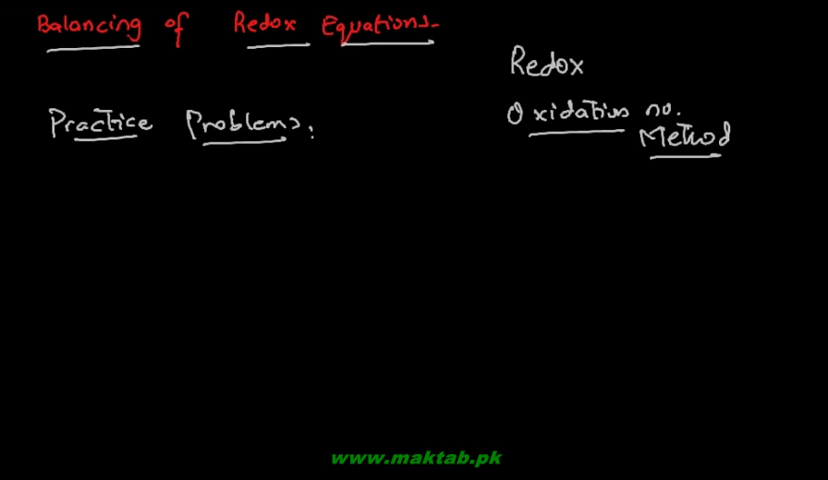 Balancing of Redox Equations.
Redox
Practice Problems:
Oxidation no.
Method
www.maktab.pk